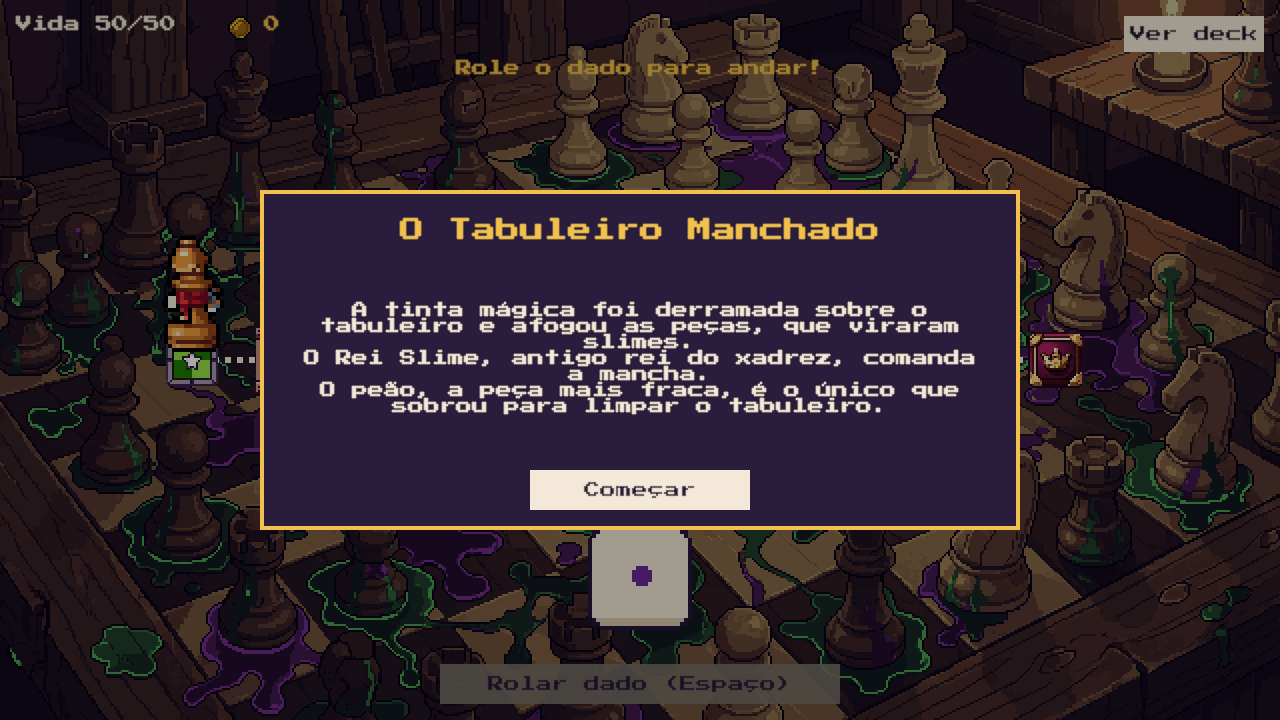 Vida 50/50
0
Ver deck
Role o dado para andar!
O Tabuleiro Manchado
A tinta mágica foi derramada sobre o
tabuleiro e afogou as peças, que viraram
slimes.
O Rei Slime, antigo rei do xadrez, comanda
a mancha.
O peão, a peça mais fraca, é o único que
sobrou para limpar o tabuleiro.
Começar
Rolar dado (Espaço)